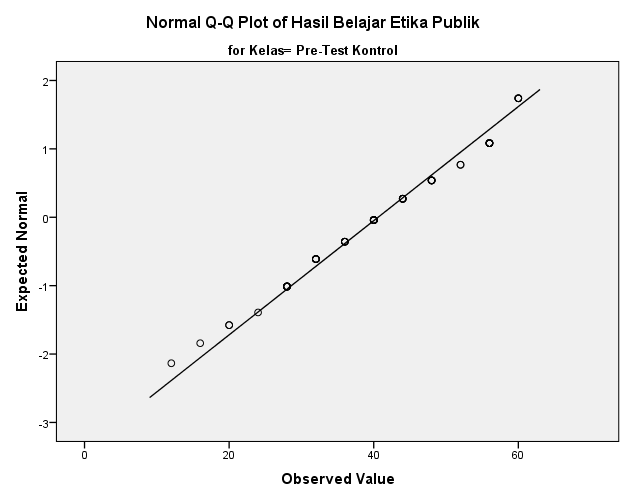 Normal Q-Q Plot of Hasil Belajar Etika Publik
for Kelas= Pre-Test Kontrol
Expected Normal
2
1
0
-1
-2
-3
0 20 40 60
Observed Value